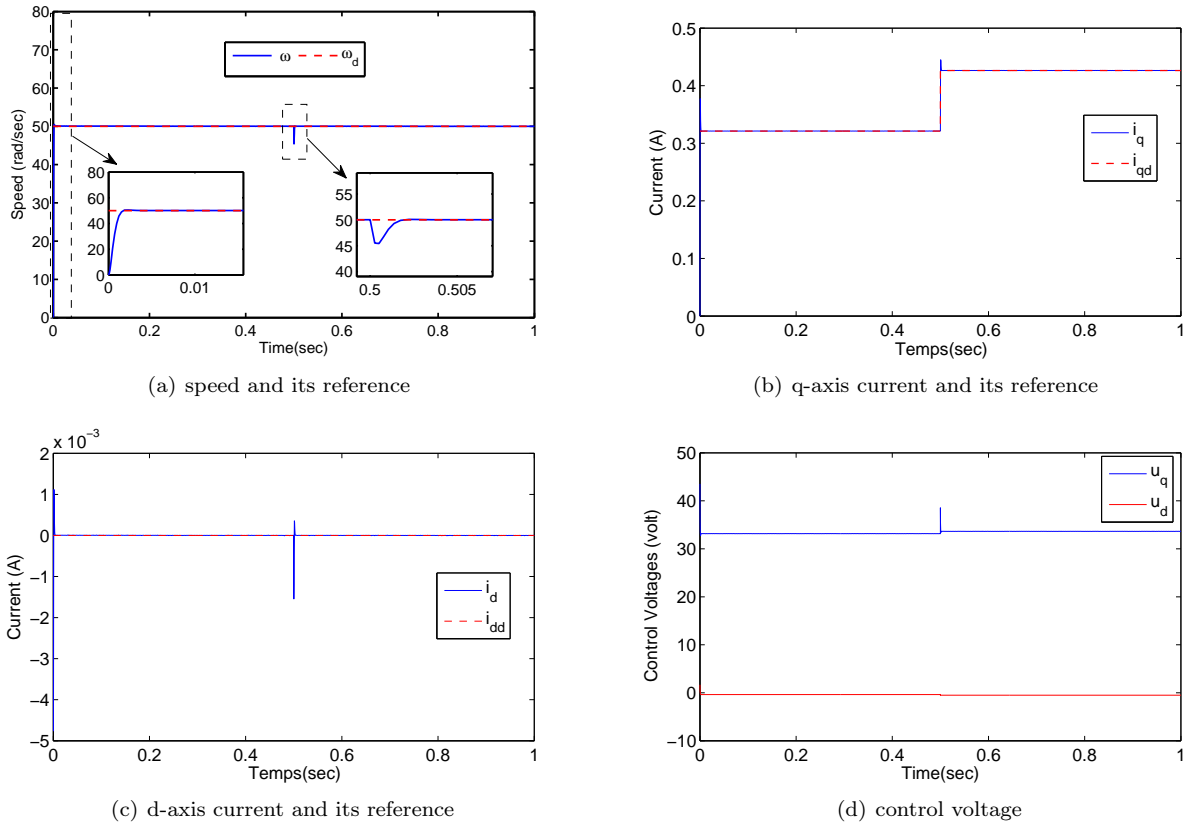 80
70
60
50
40
30
20
10
0
Speed (rad/sec)
ω ω_d
80
60
40
20
0
0 0.01
55
50
45
40
0.5 0.505
0 0.2 0.4 0.6 0.8 1
Time(sec)
(a) speed and its reference
0.5
0.4
0.3
0.2
0.1
0
Current (A)
i_q
i_qd
0 0.2 0.4 0.6 0.8 1
Temps(sec)
(b) q-axis current and its reference
x 10⁻³
2
1
0
−1
−2
−3
−4
−5
Current (A)
i_d
i_dd
0 0.2 0.4 0.6 0.8 1
Temps(sec)
(c) d-axis current and its reference
50
40
30
20
10
0
−10
Control Voltages (volt)
u_q
u_d
0 0.2 0.4 0.6 0.8 1
Time(sec)
(d) control voltage